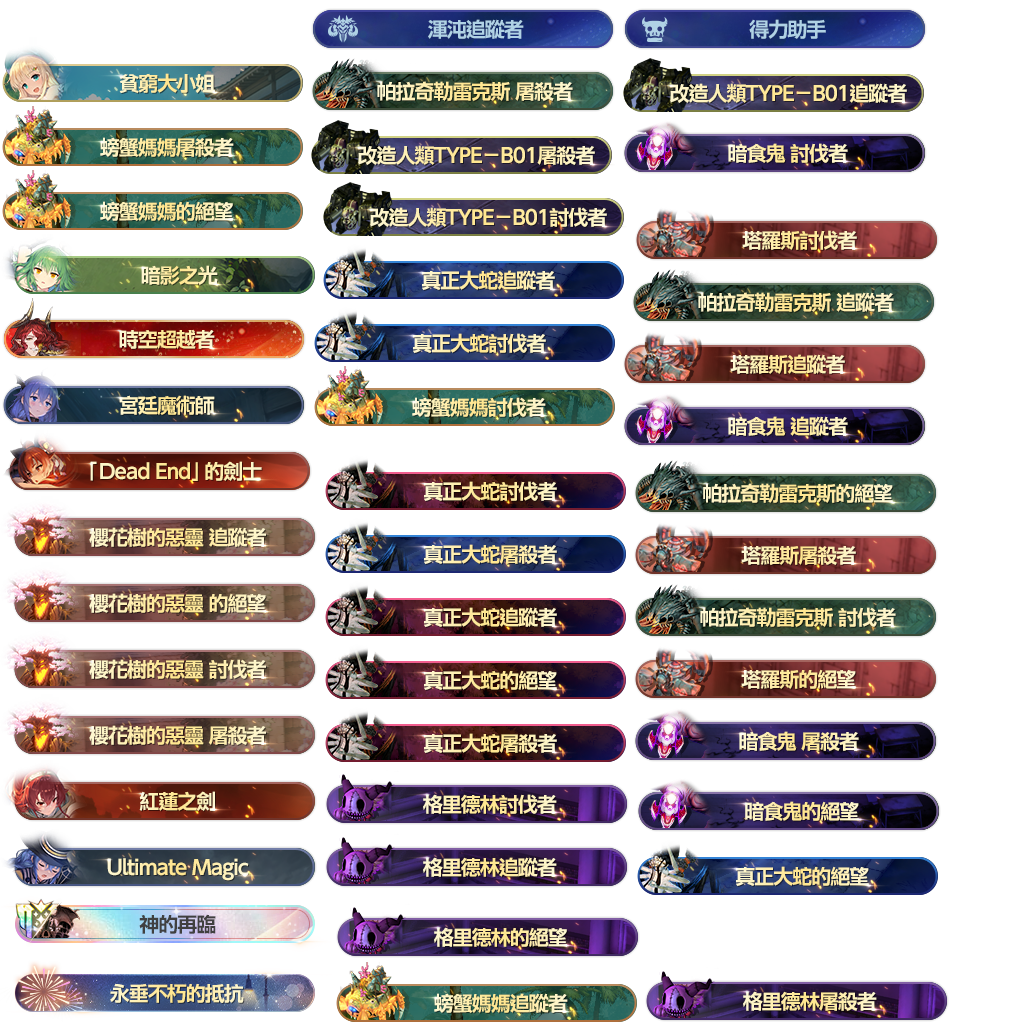 貧窮大小姐
螃蟹媽媽屠殺者
螃蟹媽媽的絕望
暗影之光
時空超越者
宮廷魔術師
「Dead End」的劍士
櫻花樹的惡靈 追蹤者
櫻花樹的惡靈 的絕望
櫻花樹的惡靈 討伐者
櫻花樹的惡靈 屠殺者
紅蓮之劍
Ultimate Magic
神的再臨
永垂不朽的抵抗
渾沌追蹤者
帕拉奇勒雷克斯 屠殺者
改造人類TYPE－B01屠殺者
改造人類TYPE－B01討伐者
真正大蛇追蹤者
真正大蛇討伐者
螃蟹媽媽討伐者
真正大蛇討伐者
真正大蛇屠殺者
真正大蛇追蹤者
真正大蛇的絕望
真正大蛇屠殺者
格里德林討伐者
格里德林追蹤者
格里德林的絕望
螃蟹媽媽追蹤者
得力助手
改造人類TYPE－B01追蹤者
暗食鬼 討伐者
塔羅斯討伐者
帕拉奇勒雷克斯 追蹤者
塔羅斯追蹤者
暗食鬼 追蹤者
帕拉奇勒雷克斯的絕望
塔羅斯屠殺者
帕拉奇勒雷克斯 討伐者
塔羅斯的絕望
暗食鬼 屠殺者
暗食鬼的絕望
真正大蛇的絕望
格里德林屠殺者